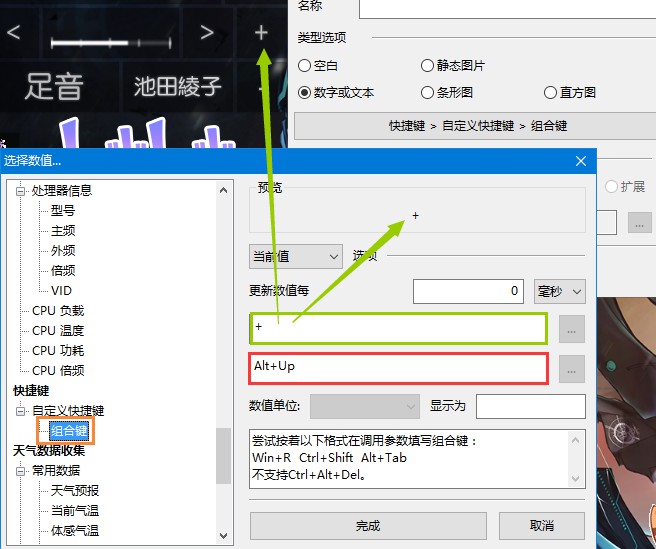 名称
< > +
足音 池田綾子
类型选项
空白 静态图片
数字或文本 条形图 直方图
快捷键 > 自定义快捷键 > 组合键
扩展
...
选择数值...
处理器信息
型号
主频
外频
倍频
VID
CPU 负载
CPU 温度
CPU 功耗
CPU 倍频
快捷键
自定义快捷键
组合键
天气数据收集
常用数据
天气预报
当前气温
体感气温
预览
+
当前值 选项
更新数值每 0 毫秒
+ ...
Alt+Up ...
数值单位: 显示为
尝试按着以下格式在调用参数填写组合键：
Win+R Ctrl+Shift Alt+Tab
不支持Ctrl+Alt+Del。
完成 取消